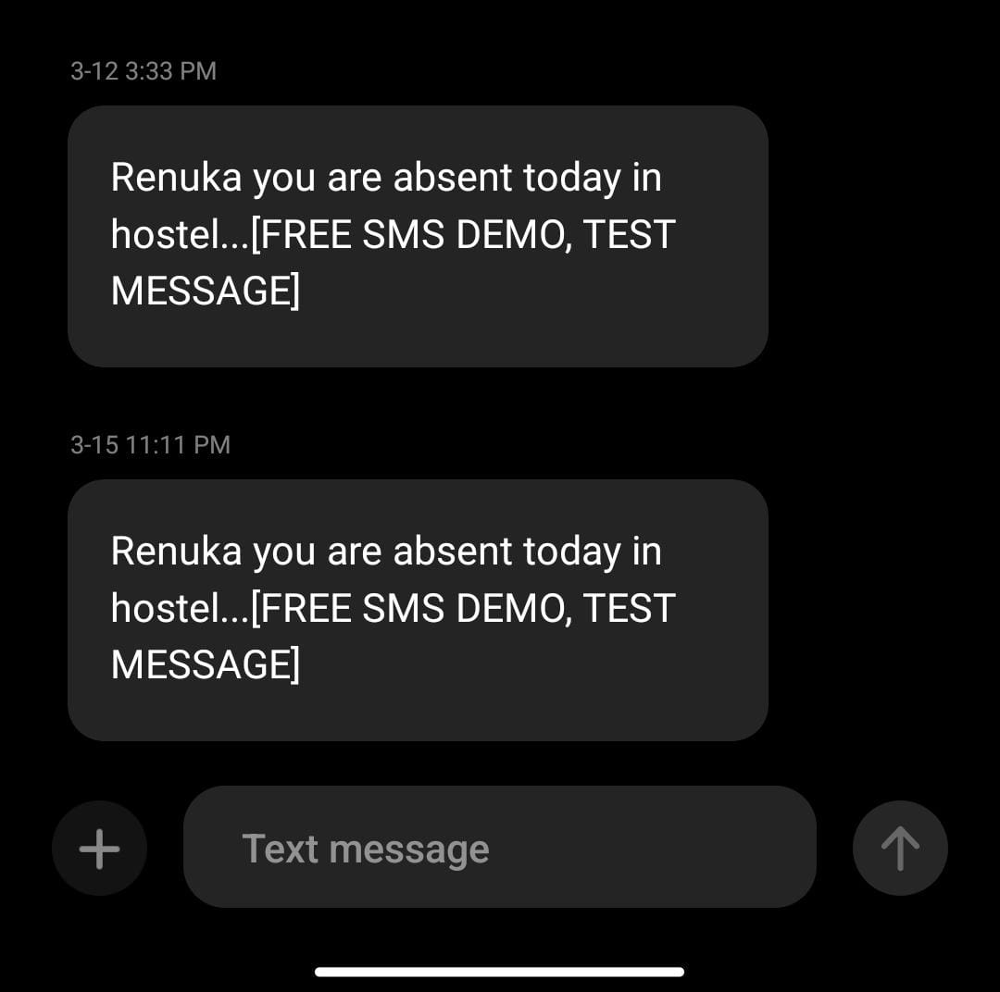 3-12 3:33 PM
Renuka you are absent today in
hostel...[FREE SMS DEMO, TEST
MESSAGE]
3-15 11:11 PM
Renuka you are absent today in
hostel...[FREE SMS DEMO, TEST
MESSAGE]
Text message